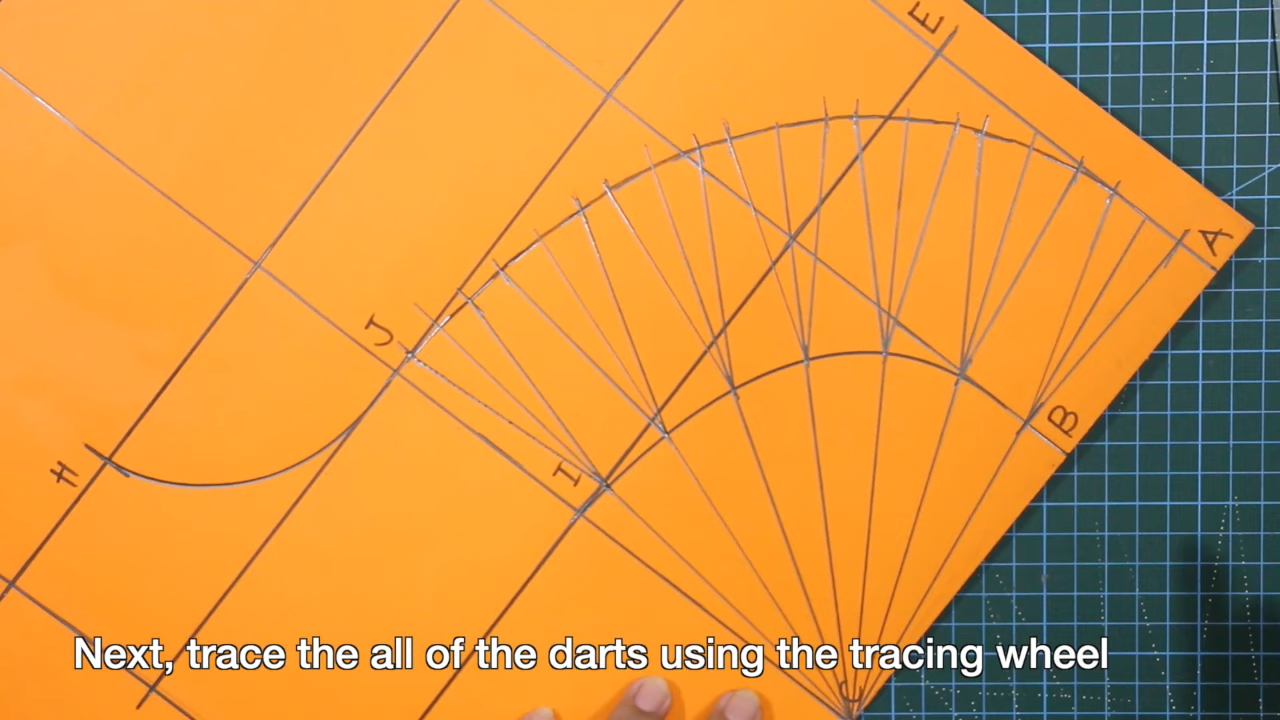 E
A
J
B
H
I
C
Next, trace the all of the darts using the tracing wheel